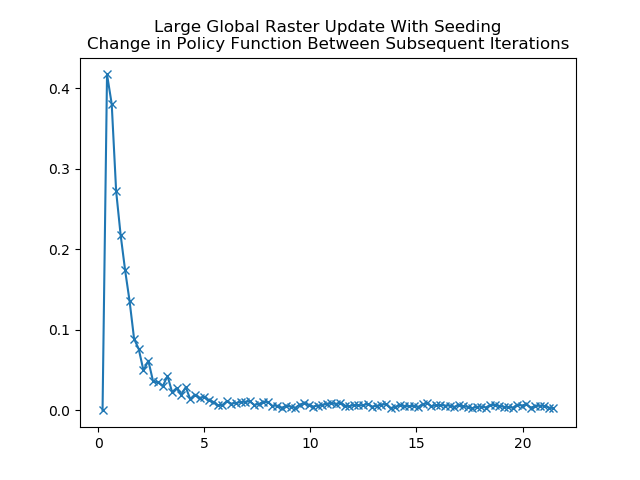 Large Global Raster Update With Seeding
Change in Policy Function Between Subsequent Iterations
0.4
0.3
0.2
0.1
0.0
0 5 10 15 20